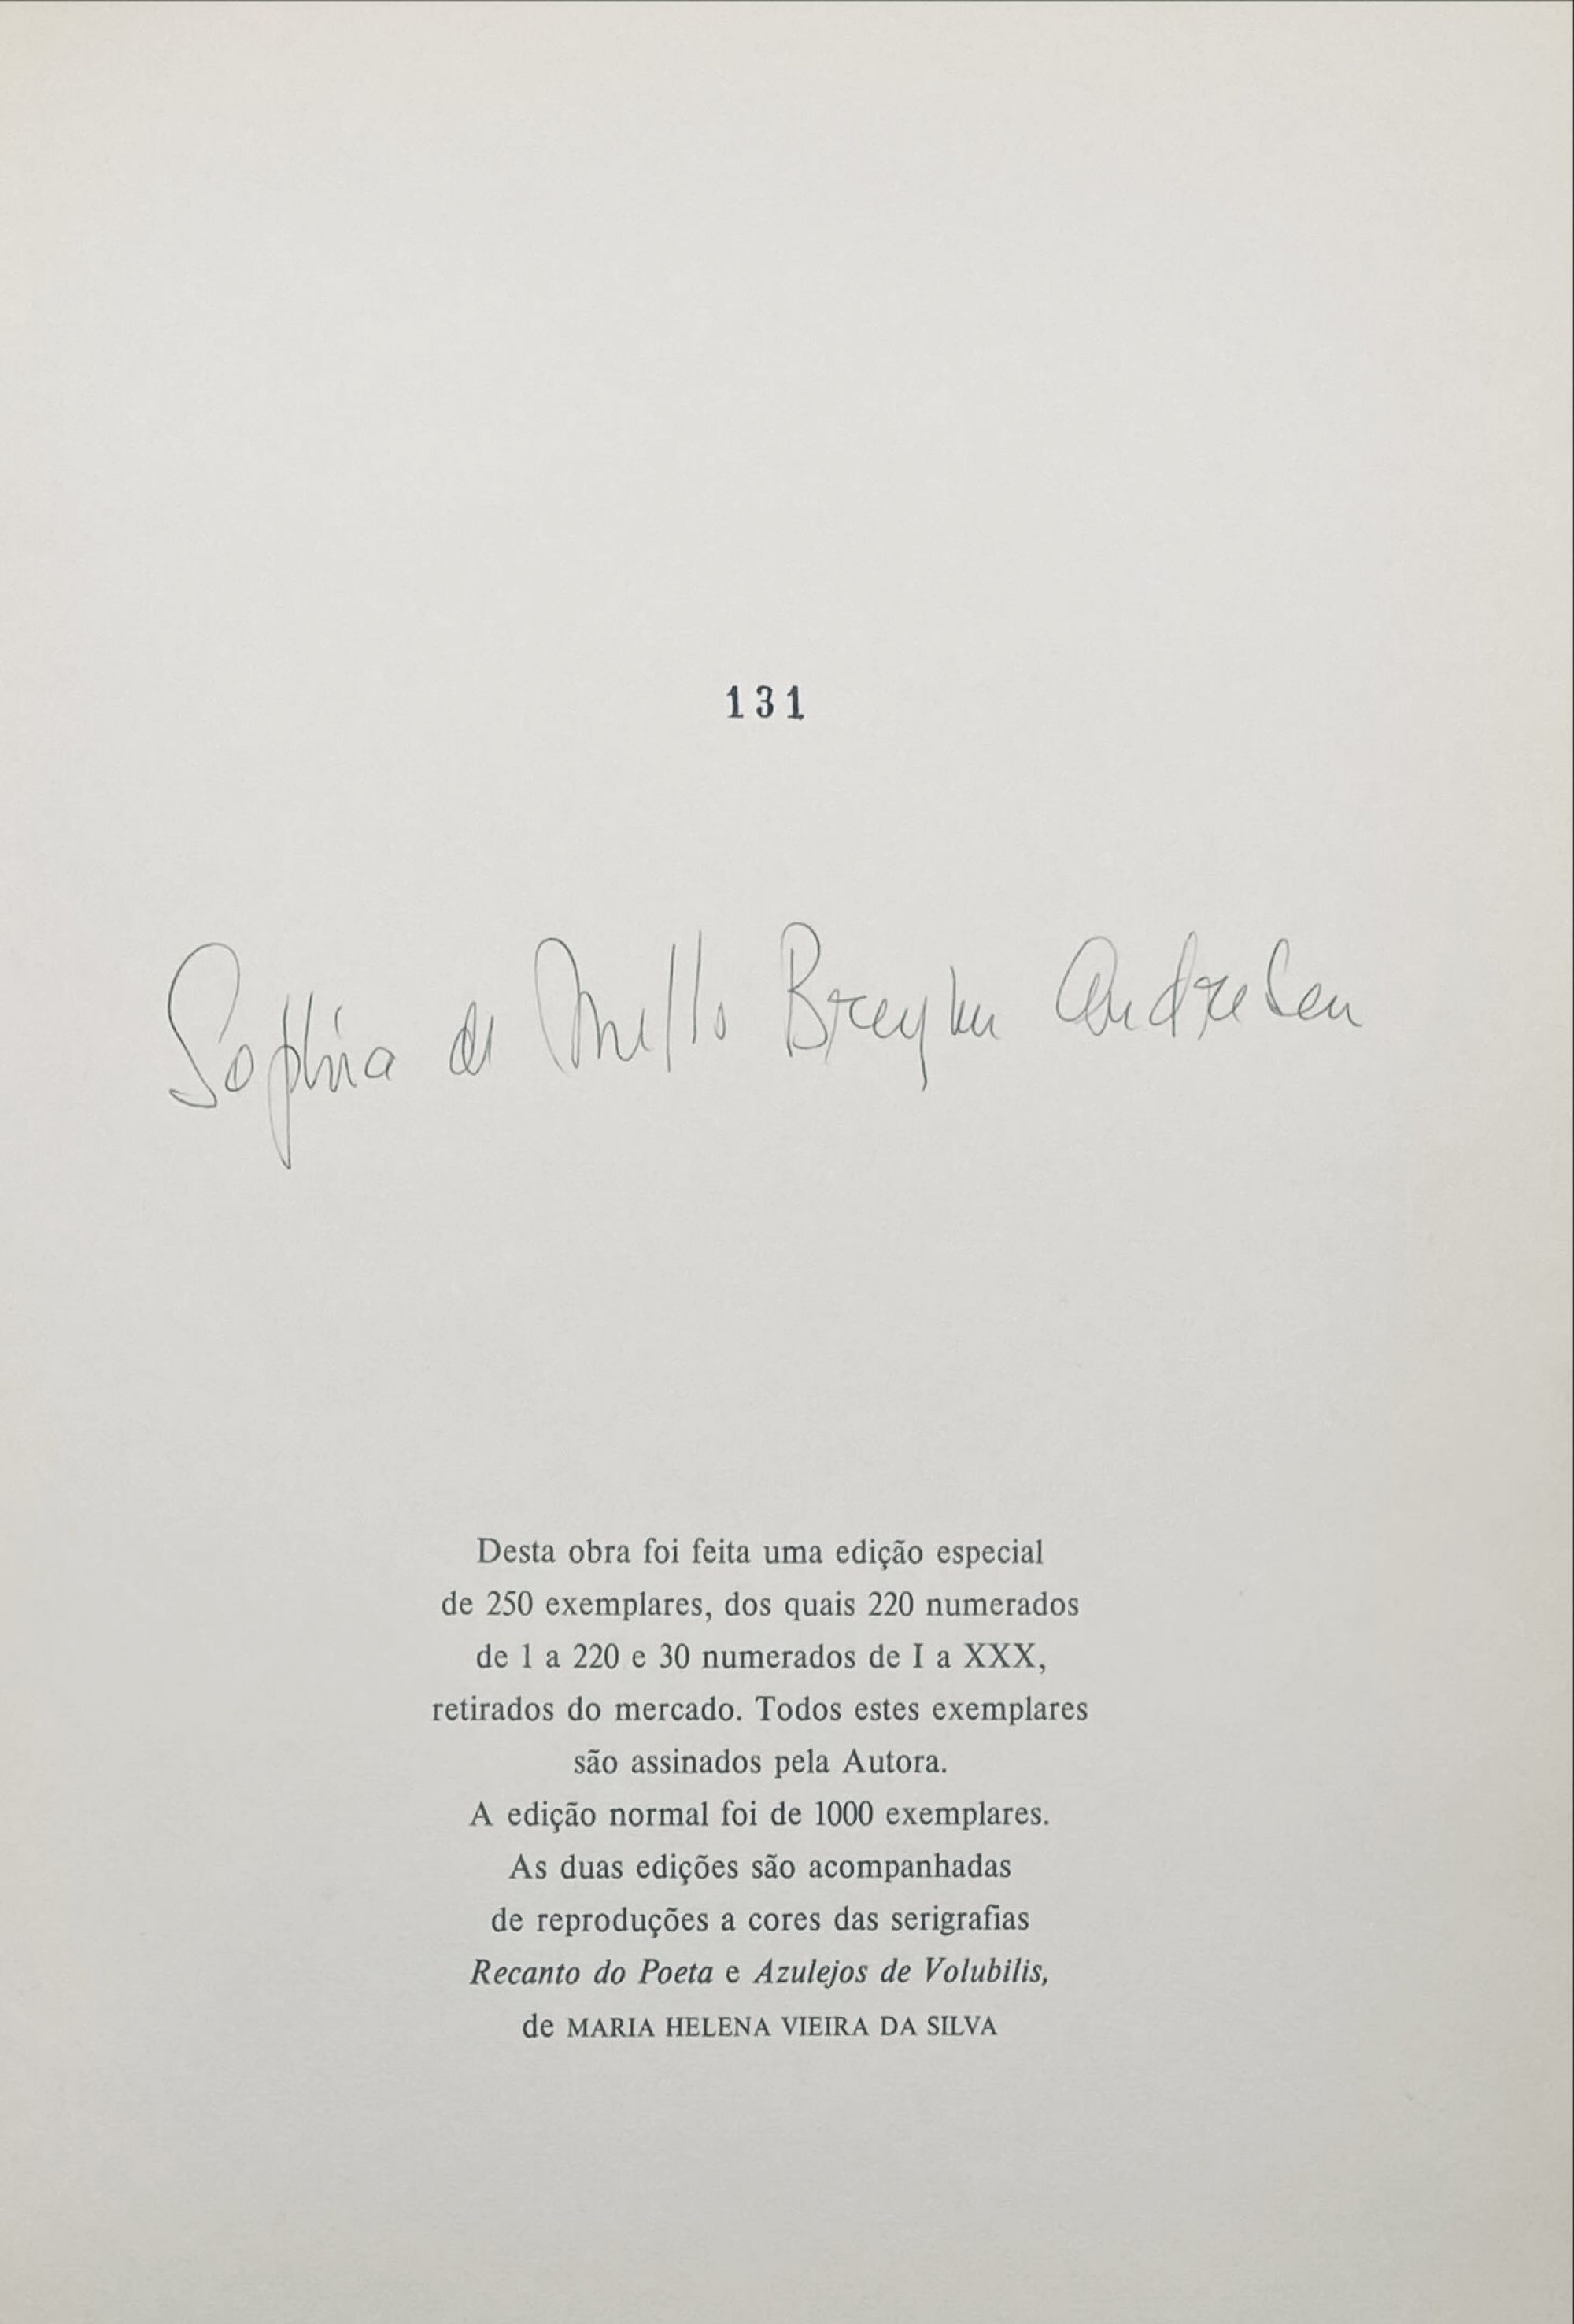 131
Sophia de Mello Breyner Andresen
Desta obra foi feita uma edição especial
de 250 exemplares, dos quais 220 numerados
de 1 a 220 e 30 numerados de I a XXX,
retirados do mercado. Todos estes exemplares
são assinados pela Autora.
A edição normal foi de 1000 exemplares.
As duas edições são acompanhadas
de reproduções a cores das serigrafias
Recanto do Poeta e Azulejos de Volubilis,
de MARIA HELENA VIEIRA DA SILVA